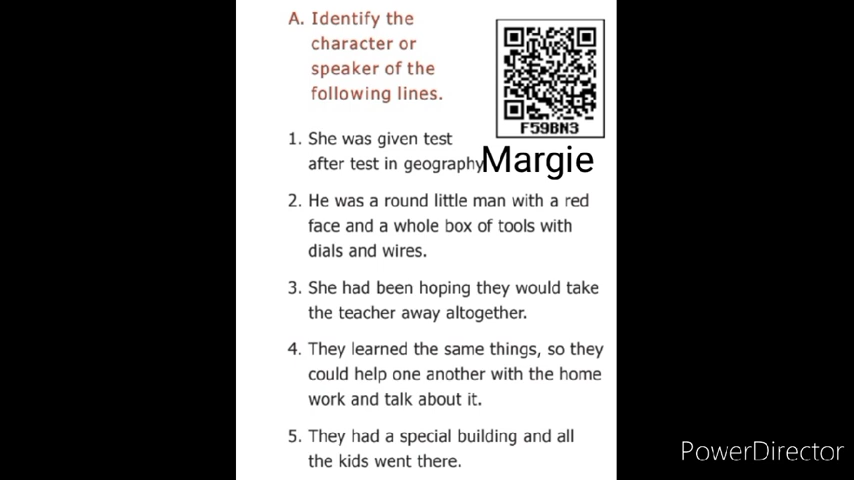 A. Identify the
character or
speaker of the
following lines.
F59BN3
1. She was given test
after test in geography
Margie
2. He was a round little man with a red
face and a whole box of tools with
dials and wires.
3. She had been hoping they would take
the teacher away altogether.
4. They learned the same things, so they
could help one another with the home
work and talk about it.
5. They had a special building and all
the kids went there.
PowerDirector